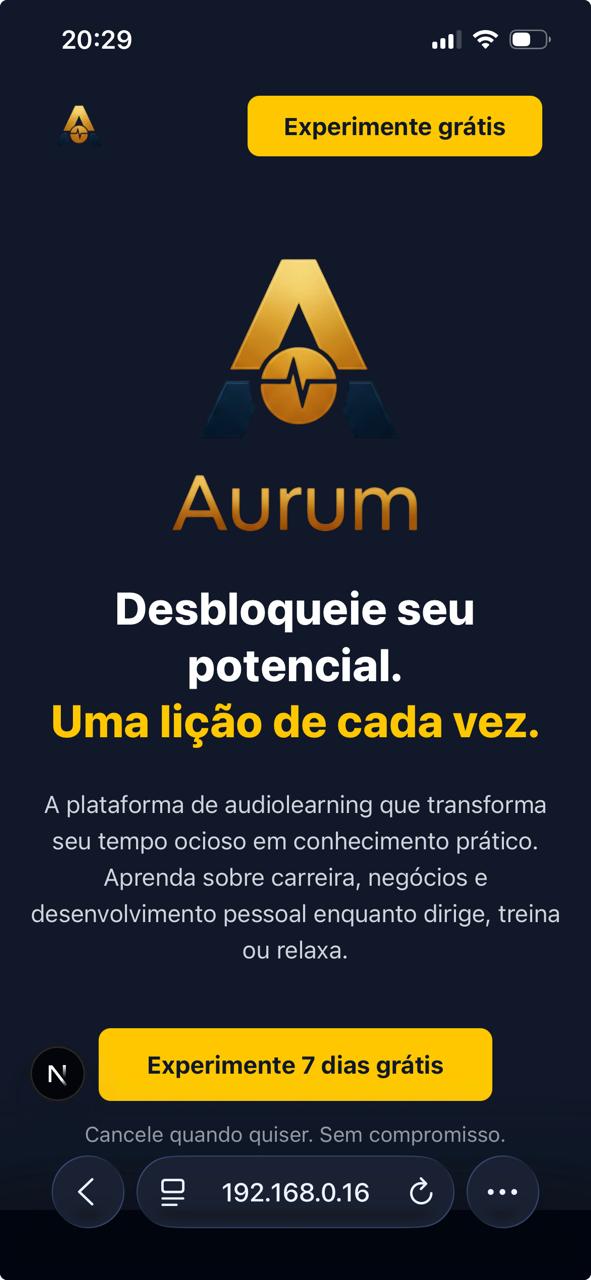 20:29
Experimente grátis
Aurum
Desbloqueie seu
potencial.
Uma lição de cada vez.
A plataforma de audiolearning que transforma
seu tempo ocioso em conhecimento prático.
Aprenda sobre carreira, negócios e
desenvolvimento pessoal enquanto dirige, treina
ou relaxa.
N
Experimente 7 dias grátis
Cancele quando quiser. Sem compromisso.
192.168.0.16